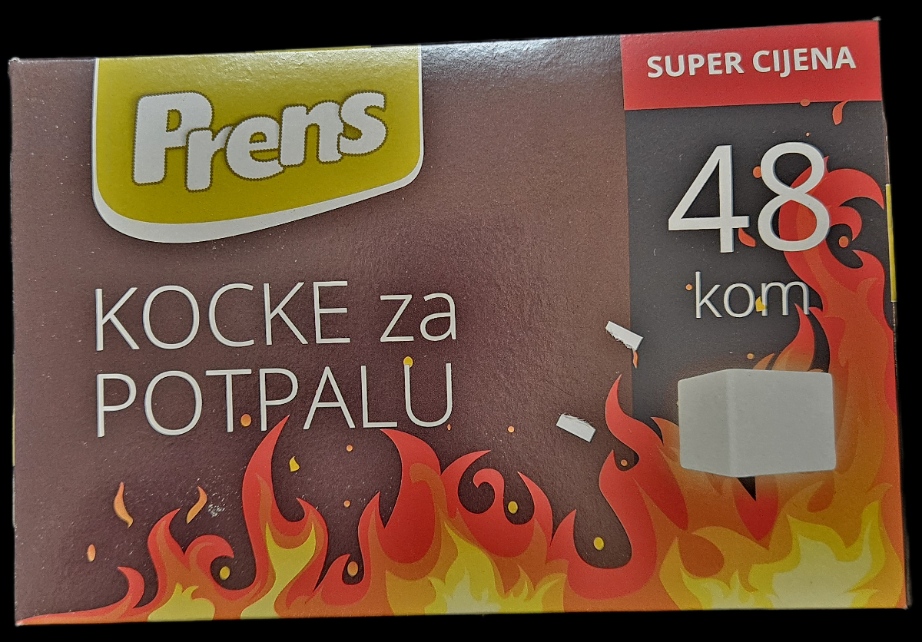 Prens
KOCKE za
POTPALU
SUPER CIJENA
48
kom